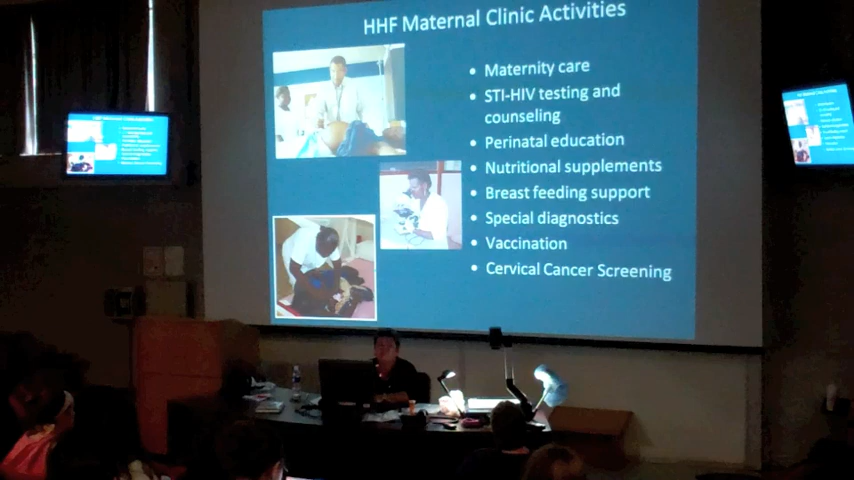 HHF Maternal Clinic Activities
• Maternity care
• STI-HIV testing and
counseling
• Perinatal education
• Nutritional supplements
• Breast feeding support
• Special diagnostics
• Vaccination
• Cervical Cancer Screening